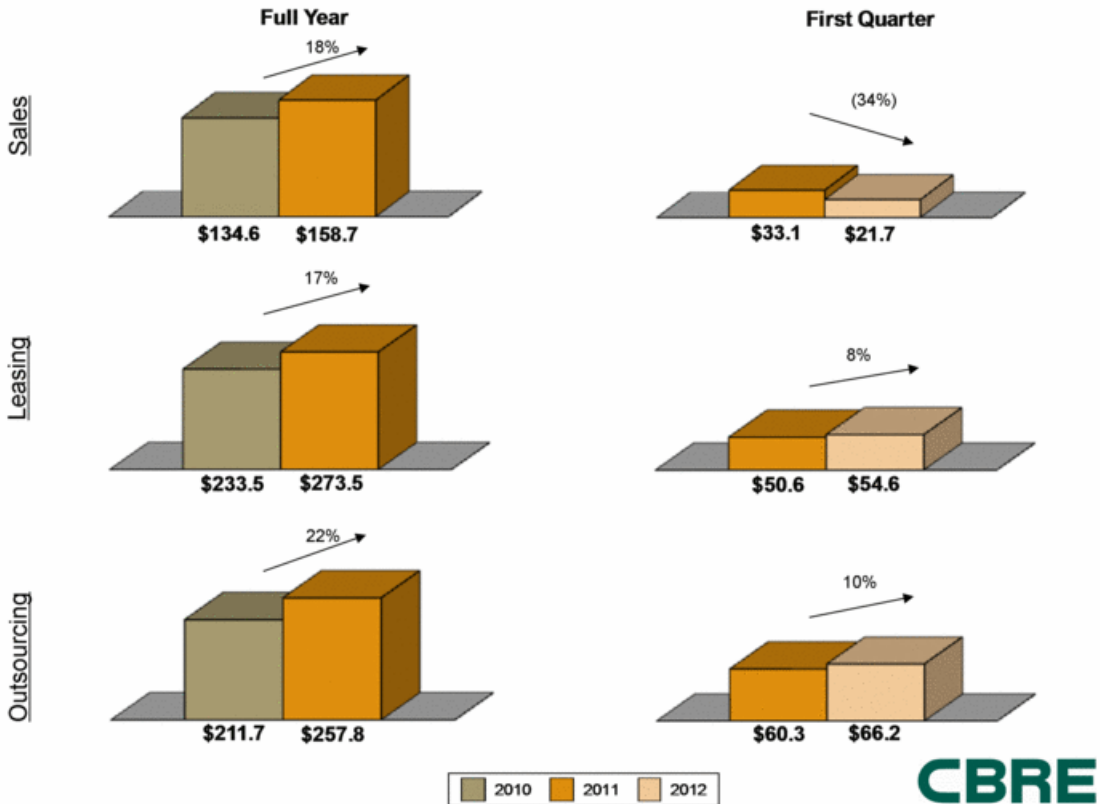 Full Year
First Quarter
Sales
18%
(34%)
$134.6 $158.7
$33.1 $21.7
Leasing
17%
8%
$233.5 $273.5
$50.6 $54.6
Outsourcing
22%
10%
$211.7 $257.8
$60.3 $66.2
2010 2011 2012
CBRE